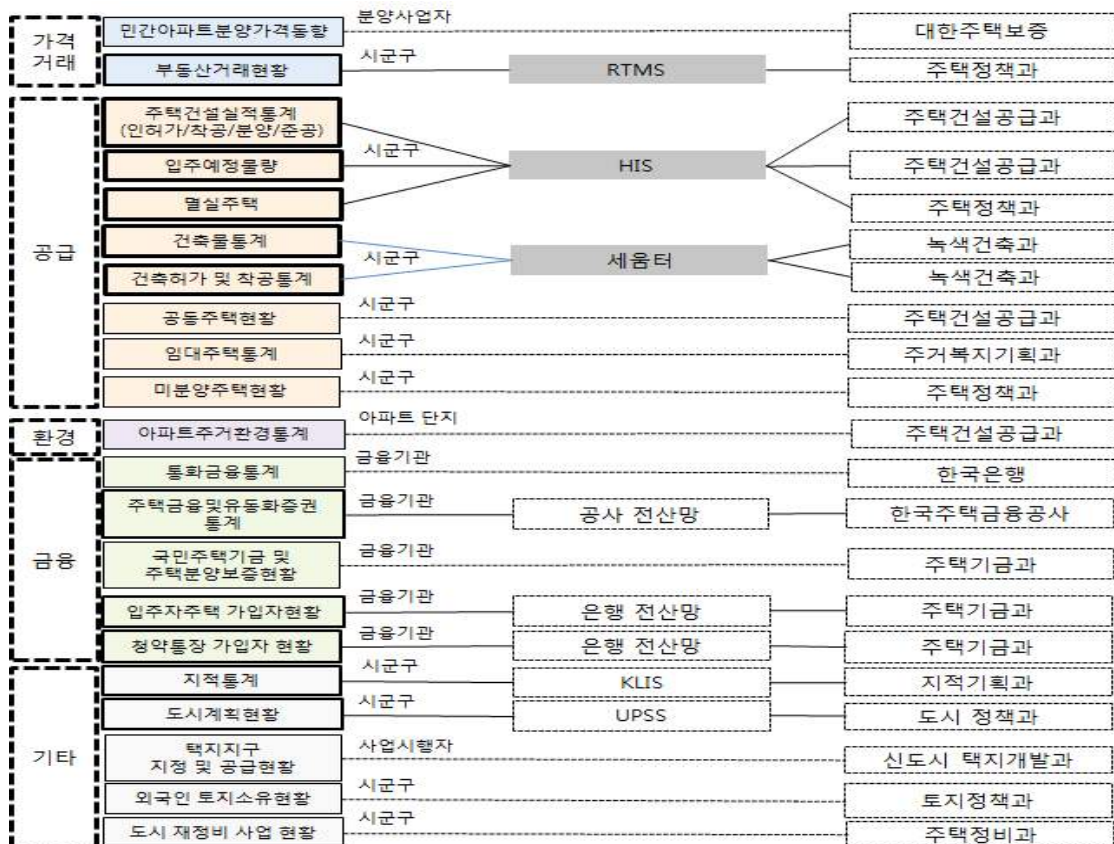 가격
거래
민간아파트분양가격동향
분양사업자
대한주택보증
부동산거래현황
시군구
RTMS
주택정책과
공급
주택건설실적통계
(인허가/착공/분양/준공)
주택건설공급과
입주예정물량
시군구
HIS
주택건설공급과
멸실주택
주택정책과
건축물통계
녹색건축과
건축허가 및 착공통계
시군구
세움터
녹색건축과
공동주택현황
시군구
주택건설공급과
임대주택통계
시군구
주거복지기획과
미분양주택현황
시군구
주택정책과
환경
아파트주거환경통계
아파트 단지
주택건설공급과
금융
통화금융통계
금융기관
한국은행
주택금융및유동화증권
통계
금융기관
공사 전산망
한국주택금융공사
국민주택기금 및
주택분양보증현황
금융기관
주택기금과
입주자주택 가입자현황
금융기관
은행 전산망
주택기금과
청약통장 가입자 현황
금융기관
은행 전산망
주택기금과
기타
지적통계
시군구
KLIS
지적기획과
도시계획현황
시군구
UPSS
도시 정책과
택지지구
지정 및 공급현황
사업시행자
신도시 택지개발과
외국인 토지소유현황
시군구
토지정책과
도시 재정비 사업 현황
시군구
주택정비과